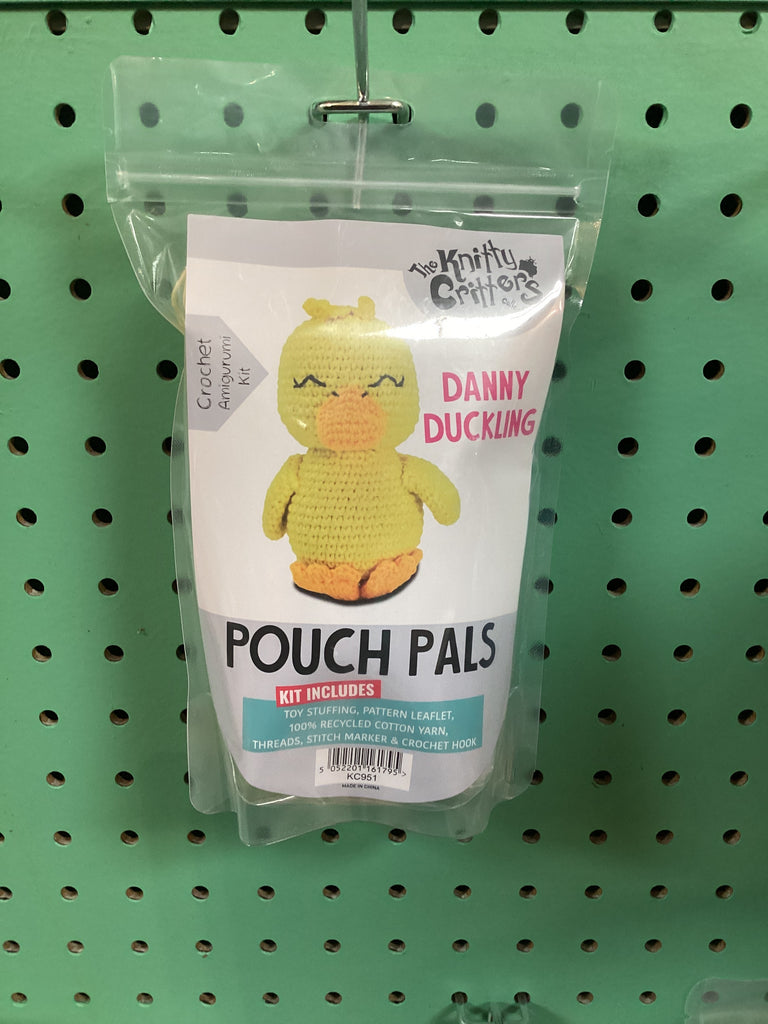 The Knitty
Critters
Crochet
Amigurumi
Kit
DANNY
DUCKLING
POUCH PALS
KIT INCLUDES
TOY STUFFING, PATTERN LEAFLET,
100% RECYCLED COTTON YARN,
THREADS, STITCH MARKER & CROCHET HOOK
5 052201 161795 >
KC951
MADE IN CHINA